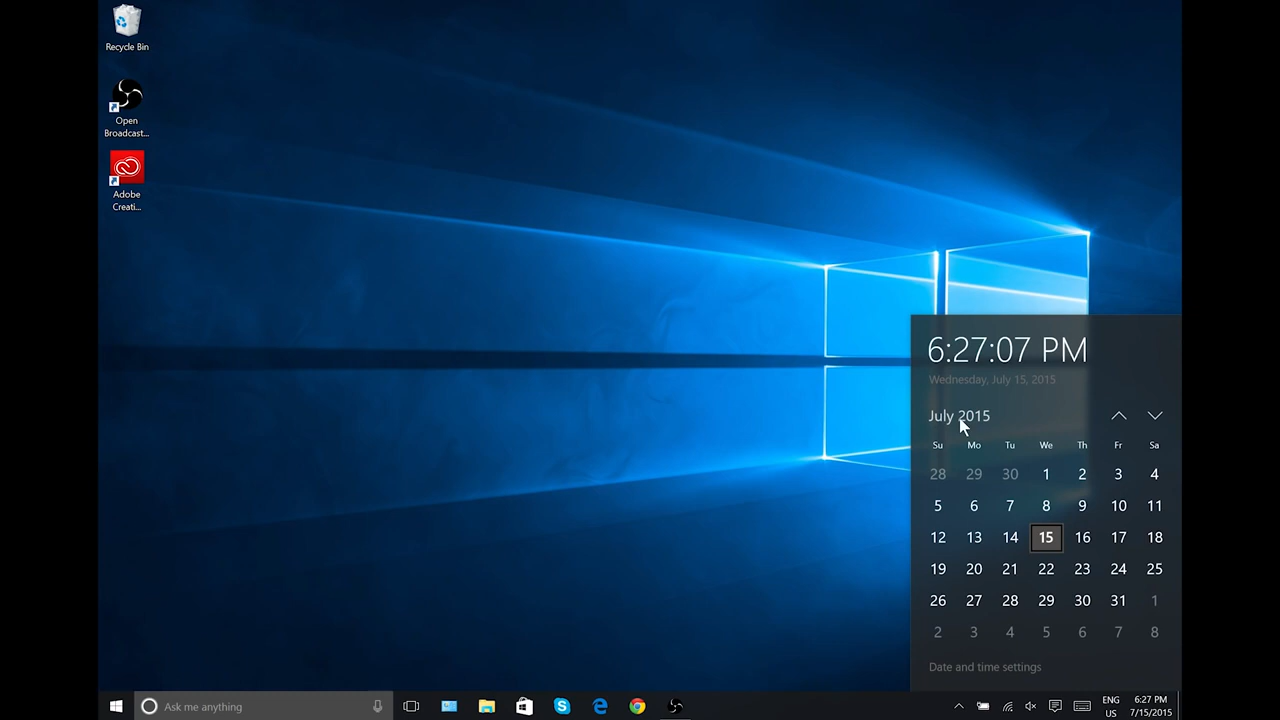 Recycle Bin
Open
Broadcast...
Adobe
Creati...
6:27:07 PM
Wednesday, July 15, 2015
July 2015
Su Mo Tu We Th Fr Sa
28 29 30 1 2 3 4
5 6 7 8 9 10 11
12 13 14 15 16 17 18
19 20 21 22 23 24 25
26 27 28 29 30 31 1
2 3 4 5 6 7 8
Date and time settings
Ask me anything
ENG
US
6:27 PM
7/15/2015